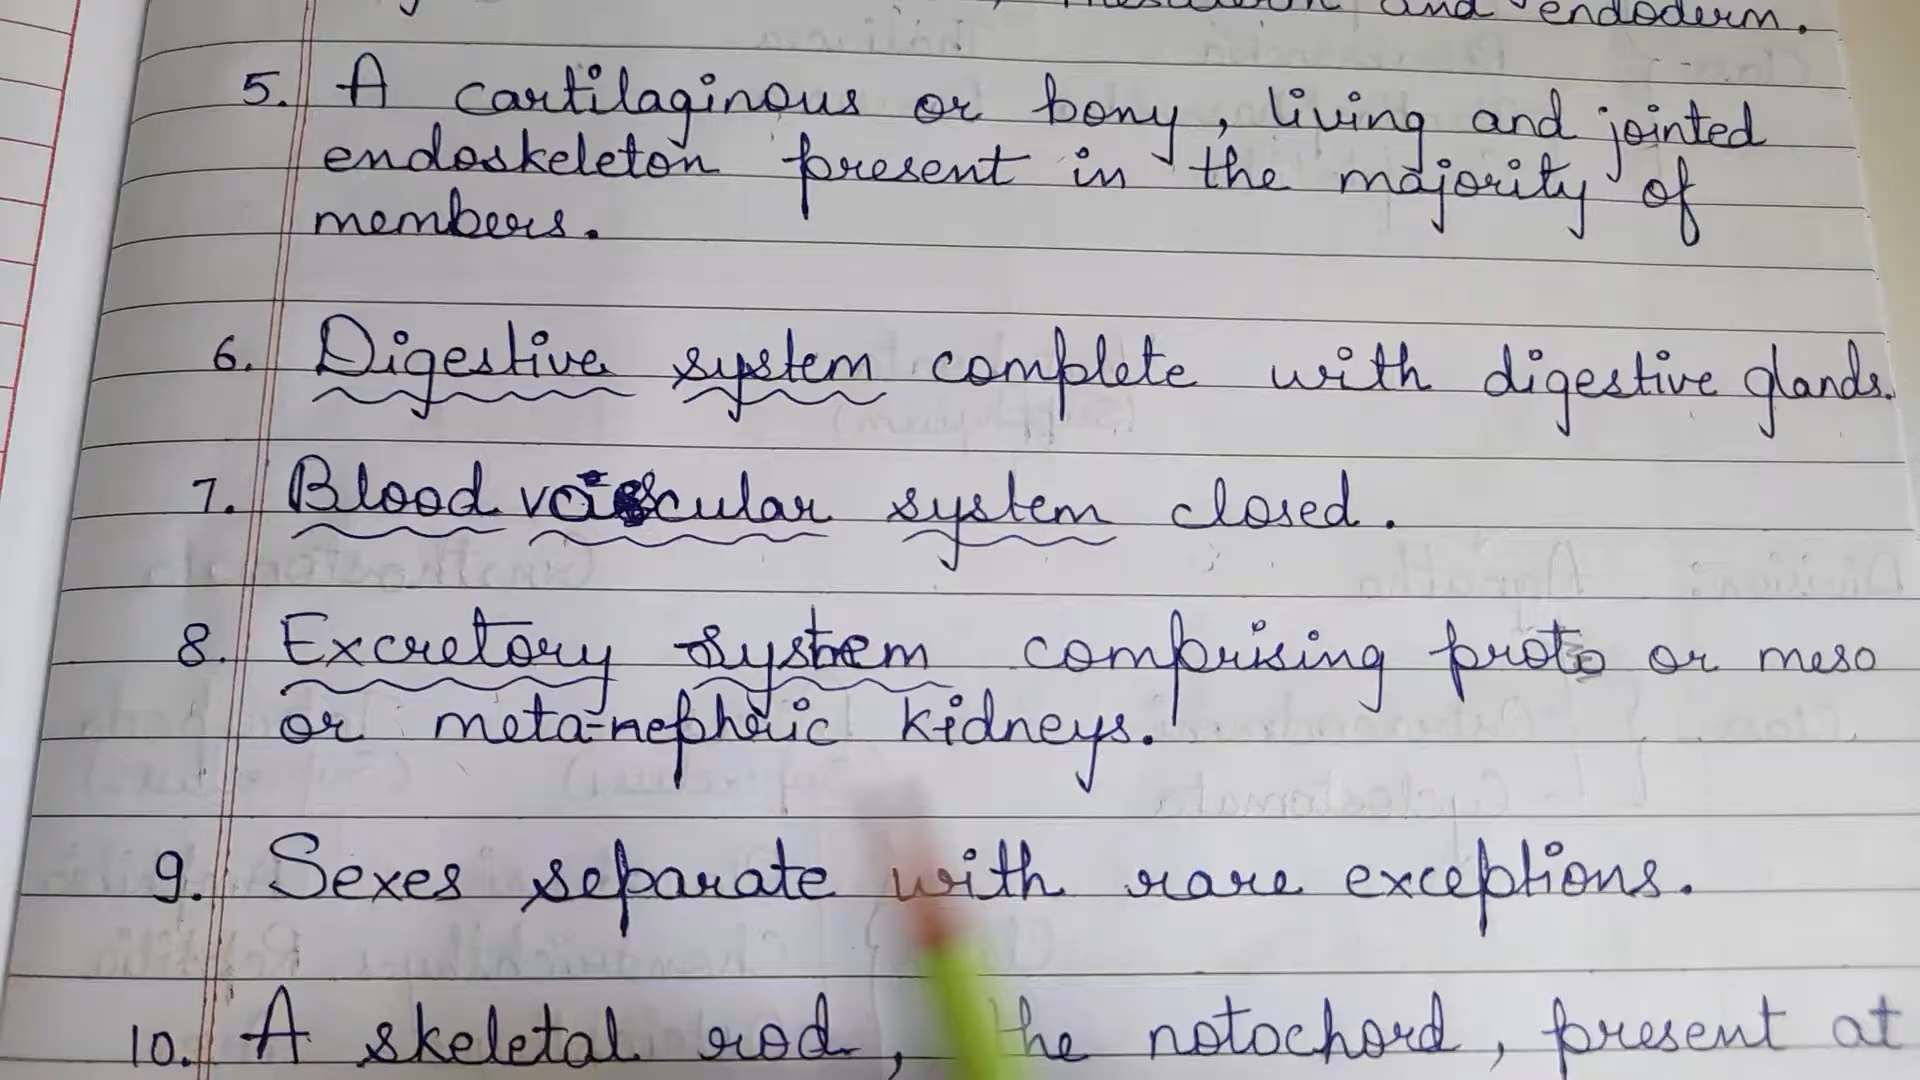 and endoderm.
5. A cartilaginous or bony, living and jointed
endoskeleton present in the majority of
members.
6. Digestive system complete with digestive glands.
7. Blood vascular system closed.
8. Excretory system comprising proto or meso
or meta-nephric kidneys.
9. Sexes separate with rare exceptions.
10. A skeletal rod, the notochord, present at